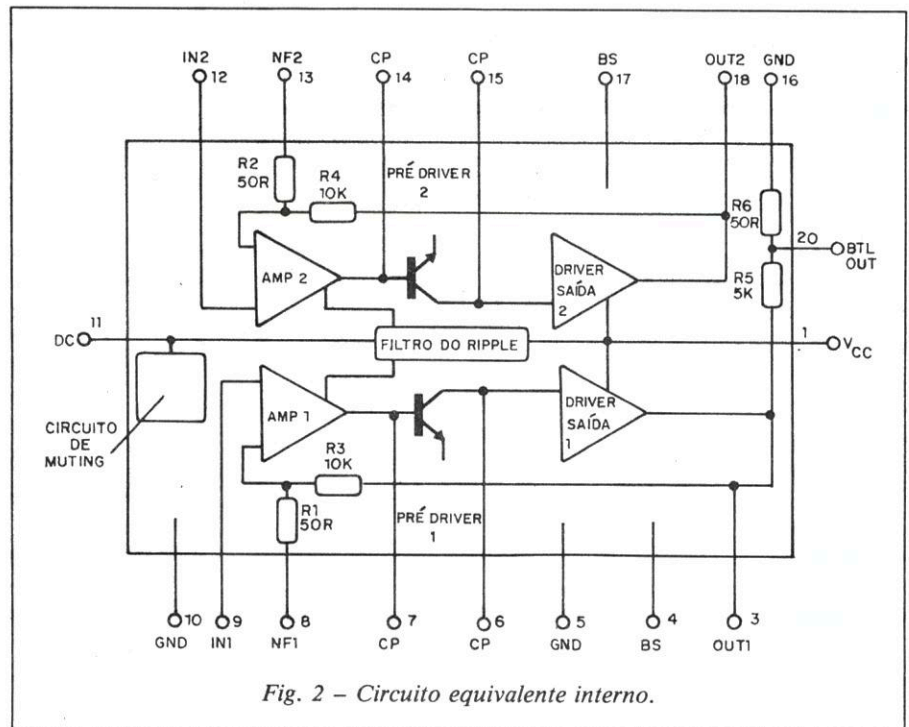 IN2
NF2
CP
CP
BS
OUT2
GND
12
13
14
15
17
18
16
R2
50R
R4
10K
PRÉ DRIVER
2
R6
50R
20
BTL
OUT
AMP 2
DRIVER
SAÍDA
2
R5
5K
11
DC
FILTRO DO RIPPLE
1
VCC
CIRCUITO
DE
MUTING
AMP 1
DRIVER
SAÍDA
1
R3
10K
R1
50R
PRÉ DRIVER
1
10
9
8
7
6
5
4
3
GND
IN1
NF1
CP
CP
GND
BS
OUT1
Fig. 2 – Circuito equivalente interno.